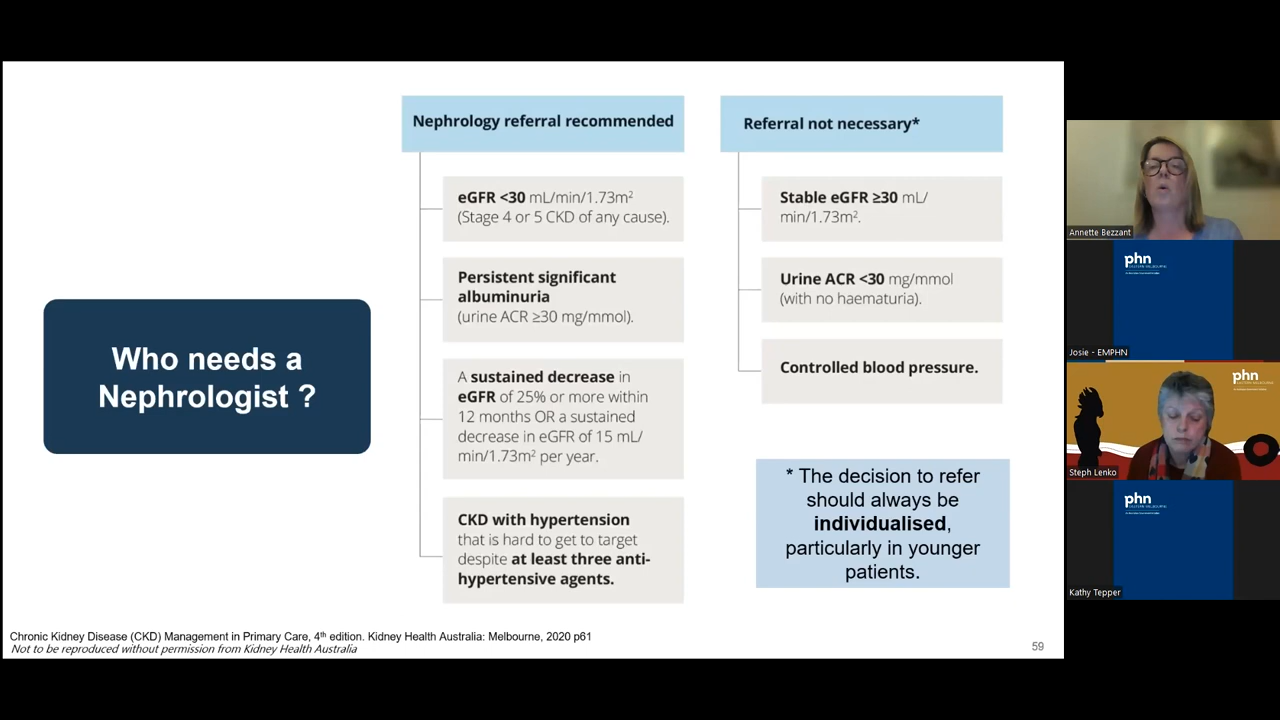 Who needs a
Nephrologist ?
Nephrology referral recommended
eGFR <30 mL/min/1.73m²
(Stage 4 or 5 CKD of any cause).
Persistent significant
albuminuria
(urine ACR ≥30 mg/mmol).
A sustained decrease in
eGFR of 25% or more within
12 months OR a sustained
decrease in eGFR of 15 mL/
min/1.73m² per year.
CKD with hypertension
that is hard to get to target
despite at least three anti-
hypertensive agents.
Referral not necessary*
Stable eGFR ≥30 mL/
min/1.73m².
Urine ACR <30 mg/mmol
(with no haematuria).
Controlled blood pressure.
* The decision to refer
should always be
individualised,
particularly in younger
patients.
Chronic Kidney Disease (CKD) Management in Primary Care, 4th edition. Kidney Health Australia: Melbourne, 2020 p61
Not to be reproduced without permission from Kidney Health Australia
59
Annette Bezzant
phn
Josie - EMPHN
phn
Steph Lenko
phn
Kathy Tepper